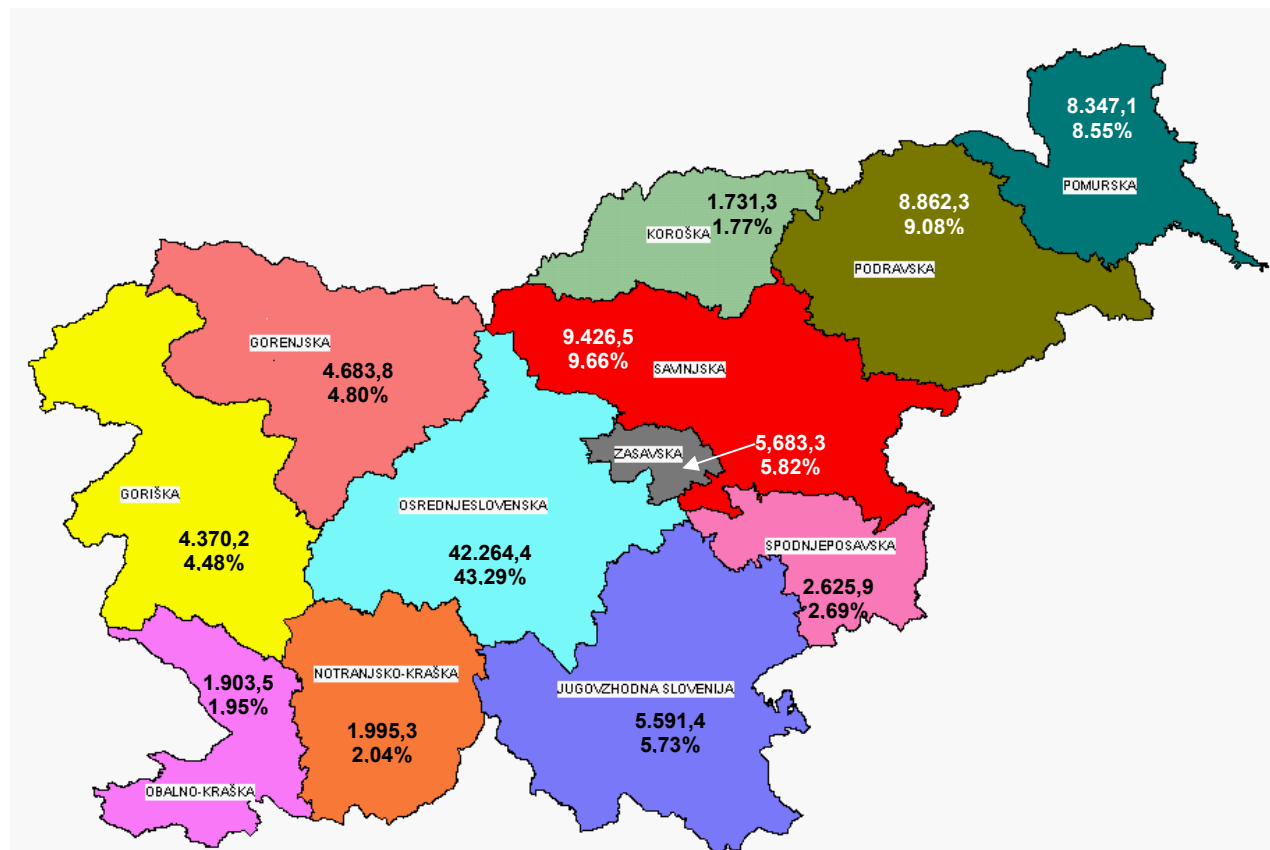 8.347,1
8.55%
POMURSKA
1.731,3
1.77%
KOROŠKA
8.862,3
9.08%
PODRAVSKA
GORENJSKA
4.683,8
4.80%
9.426,5
9.66%
SAVINJSKA
ZASAVSKA
5,683,3
5.82%
GORIŠKA
4.370,2
4,48%
OSREDNJESLOVENSKA
42.264,4
43,29%
SPODNJEPOSAVSKA
2.625,9
2.69%
1.903,5
1.95%
OBALNO-KRAŠKA
NOTRANJSKO-KRAŠKA
1.995,3
2.04%
JUGOVZHODNA SLOVENIJA
5.591,4
5.73%